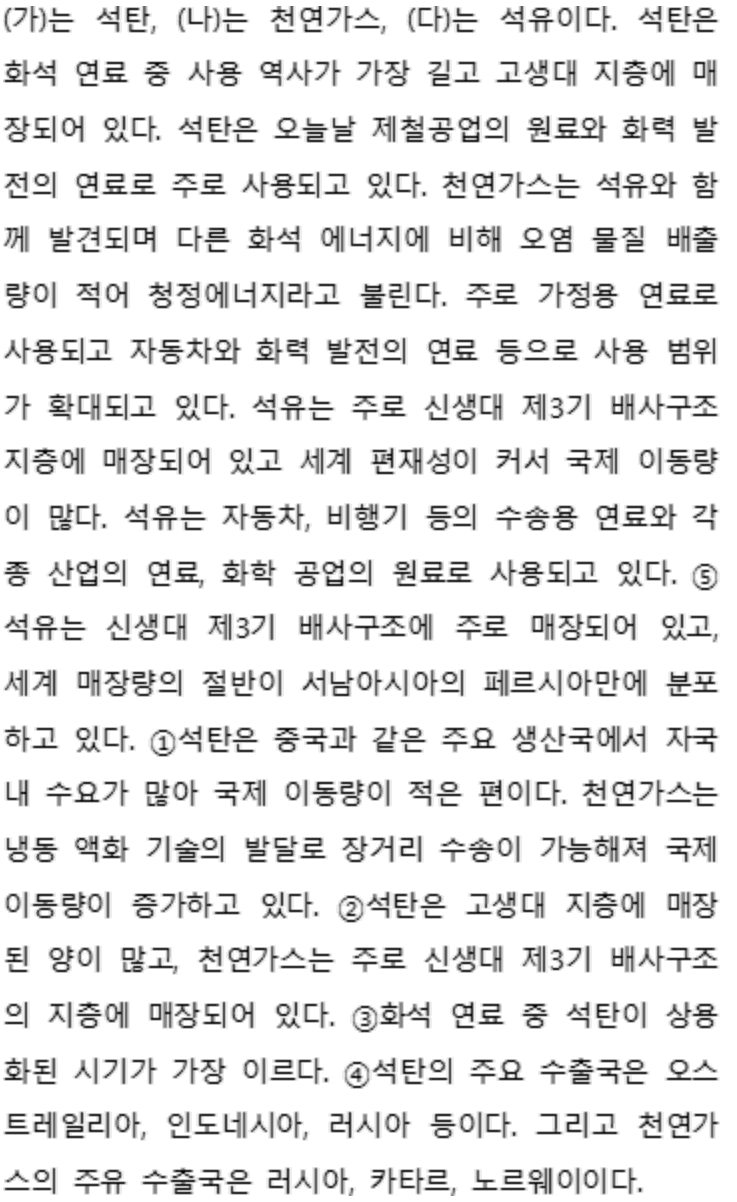 (가)는 석탄, (나)는 천연가스, (다)는 석유이다. 석탄은
화석 연료 중 사용 역사가 가장 길고 고생대 지층에 매
장되어 있다. 석탄은 오늘날 제철공업의 원료와 화력 발
전의 연료로 주로 사용되고 있다. 천연가스는 석유와 함
께 발견되며 다른 화석 에너지에 비해 오염 물질 배출
량이 적어 청정에너지라고 불린다. 주로 가정용 연료로
사용되고 자동차와 화력 발전의 연료 등으로 사용 범위
가 확대되고 있다. 석유는 주로 신생대 제3기 배사구조
지층에 매장되어 있고 세계 편재성이 커서 국제 이동량
이 많다. 석유는 자동차, 비행기 등의 수송용 연료와 각
종 산업의 연료, 화학 공업의 원료로 사용되고 있다. ⑤
석유는 신생대 제3기 배사구조에 주로 매장되어 있고,
세계 매장량의 절반이 서남아시아의 페르시아만에 분포
하고 있다. ①석탄은 중국과 같은 주요 생산국에서 자국
내 수요가 많아 국제 이동량이 적은 편이다. 천연가스는
냉동 액화 기술의 발달로 장거리 수송이 가능해져 국제
이동량이 증가하고 있다. ②석탄은 고생대 지층에 매장
된 양이 많고, 천연가스는 주로 신생대 제3기 배사구조
의 지층에 매장되어 있다. ③화석 연료 중 석탄이 상용
화된 시기가 가장 이르다. ④석탄의 주요 수출국은 오스
트레일리아, 인도네시아, 러시아 등이다. 그리고 천연가
스의 주유 수출국은 러시아, 카타르, 노르웨이이다.